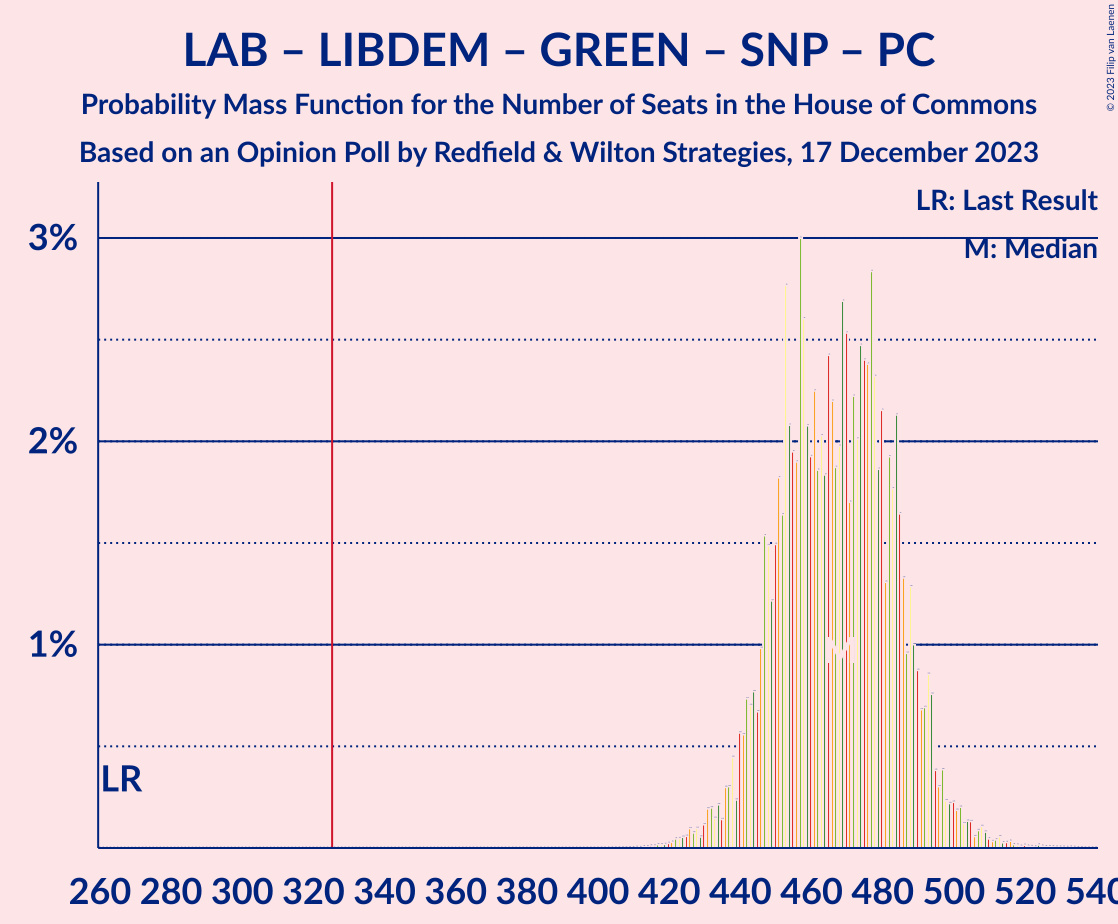 LAB – LIBDEM – GREEN – SNP – PC
Probability Mass Function for the Number of Seats in the House of Commons
Based on an Opinion Poll by Redfield & Wilton Strategies, 17 December 2023
© 2023 Filip van Laenen
LR: Last Result
M: Median
3%
2%
1%
LR
260 280 300 320 340 360 380 400 420 440 460 480 500 520 540